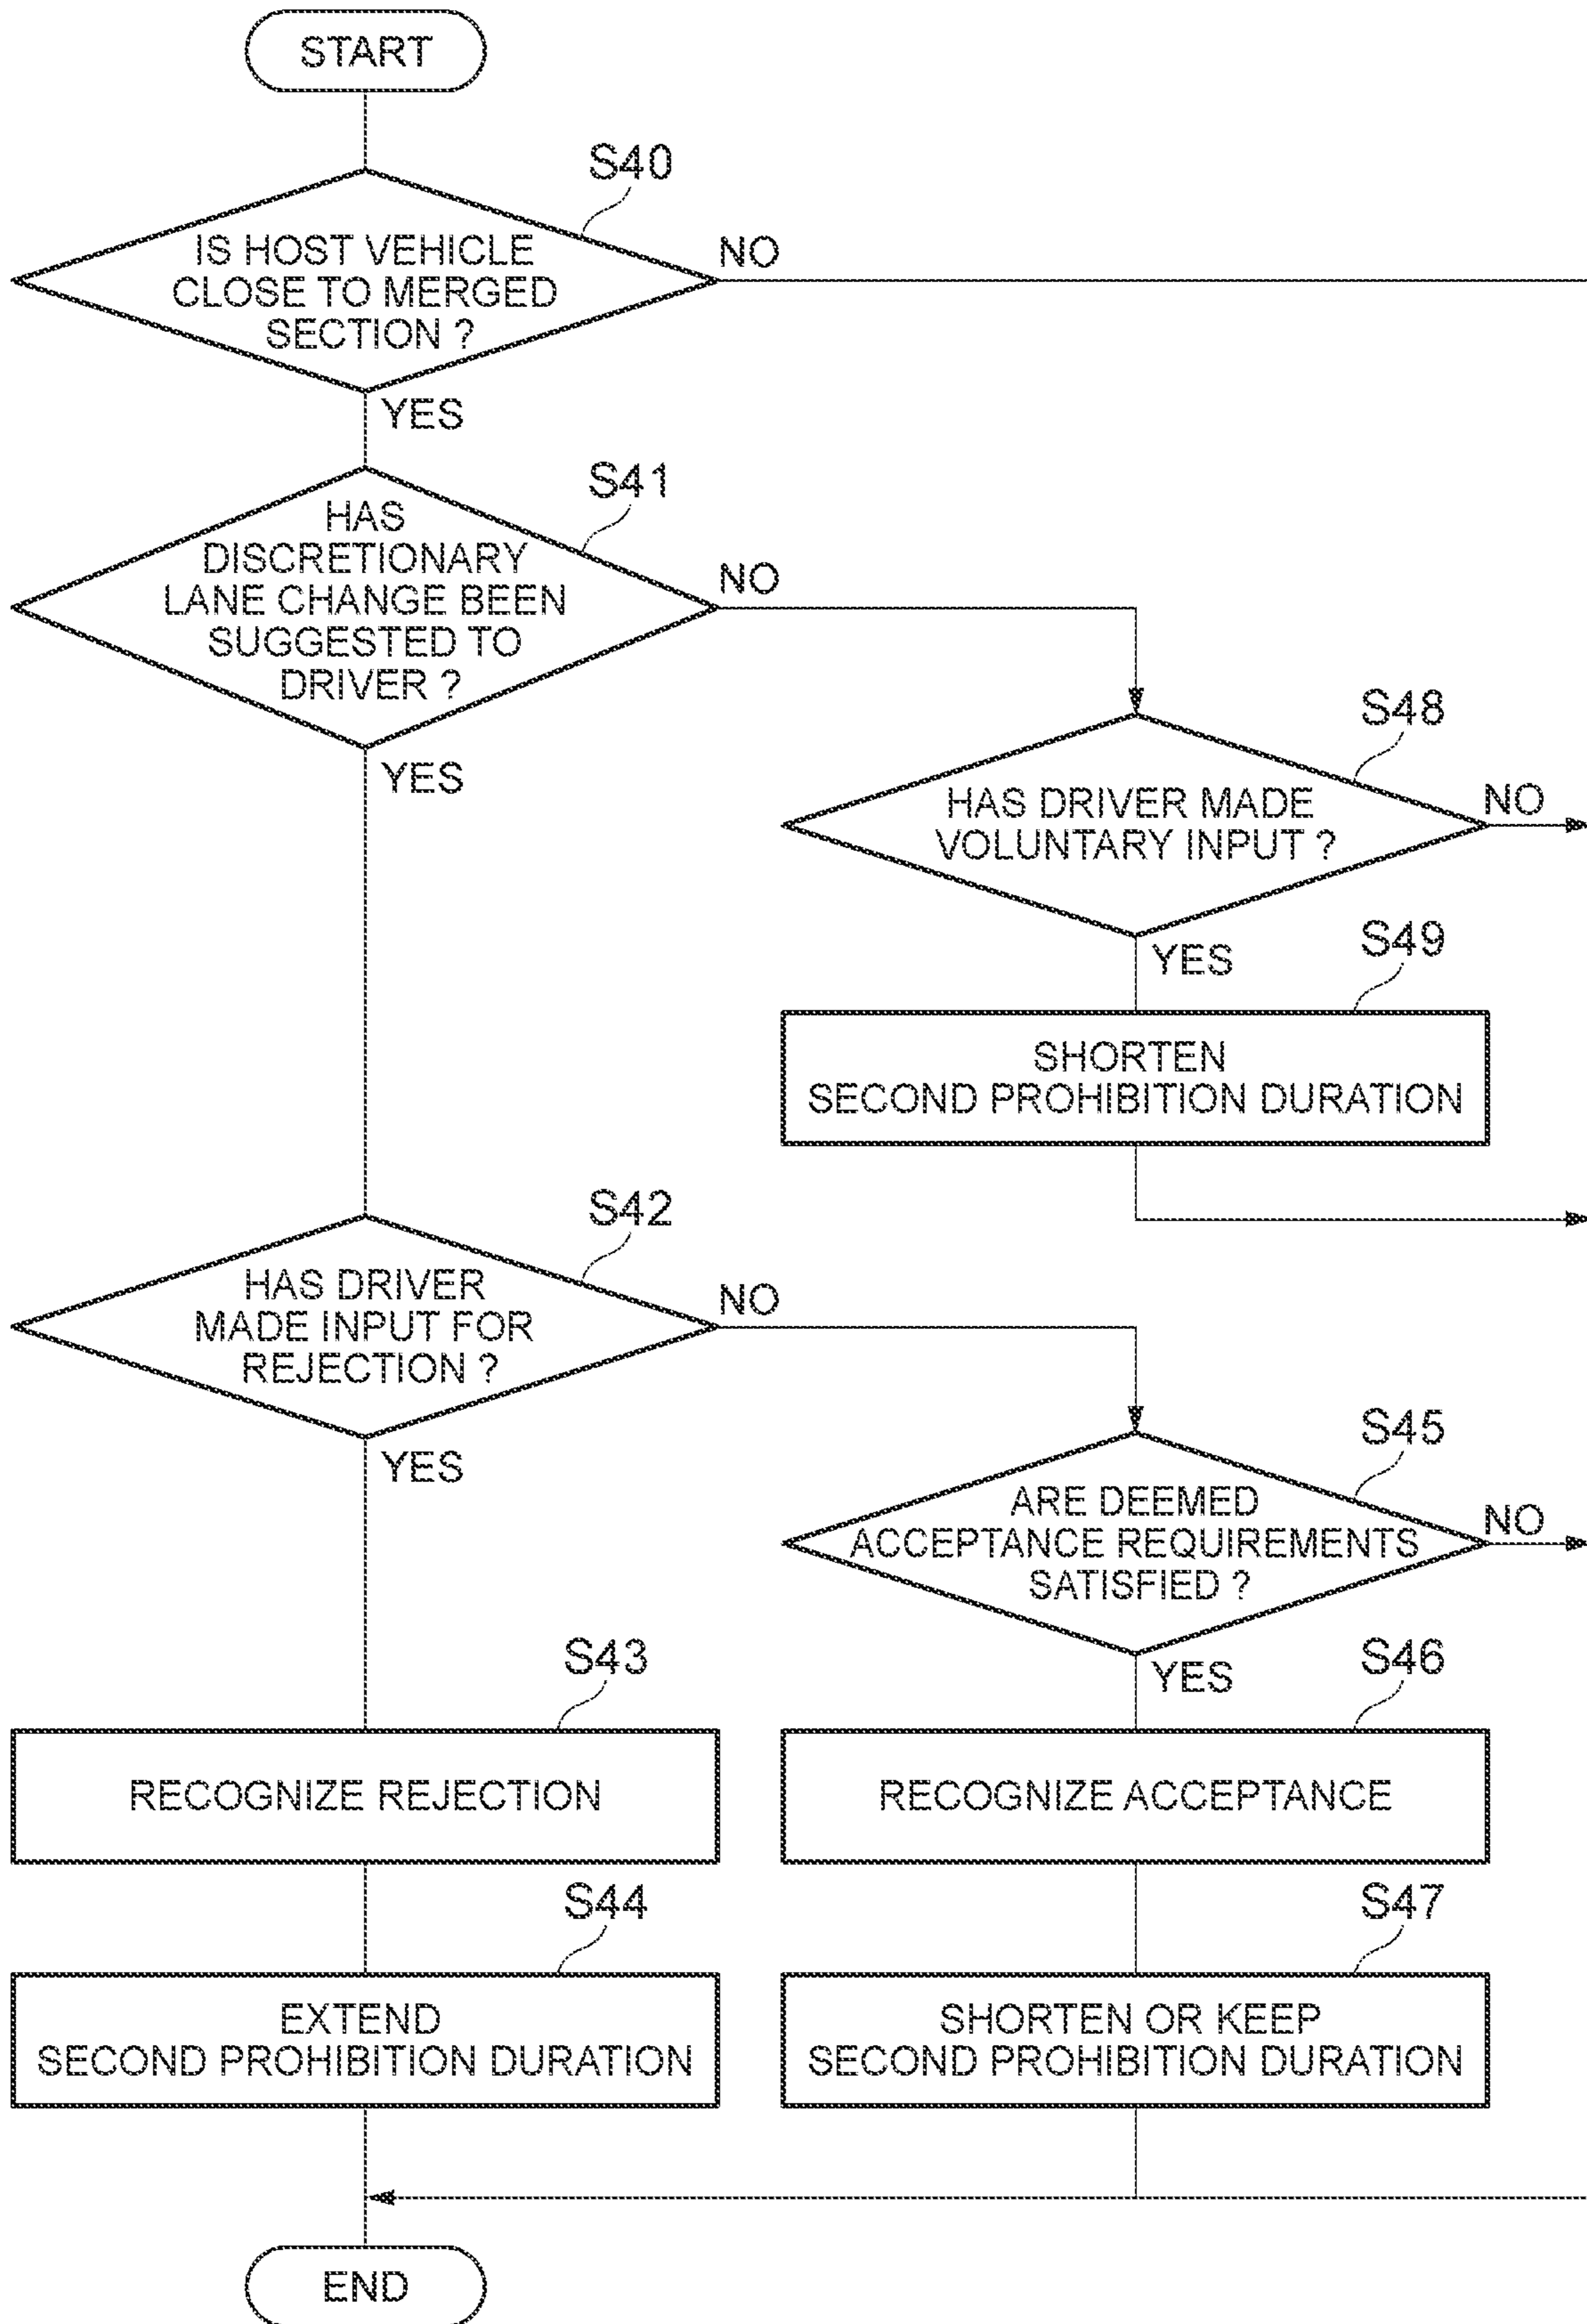 START
S40
IS HOST VEHICLE
CLOSE TO MERGED
SECTION ?
NO
YES
S41
HAS
DISCRETIONARY
LANE CHANGE BEEN
SUGGESTED TO
DRIVER ?
NO
YES
S48
HAS DRIVER MADE
VOLUNTARY INPUT ?
NO
YES
S49
SHORTEN
SECOND PROHIBITION DURATION
S42
HAS DRIVER
MADE INPUT FOR
REJECTION ?
NO
YES
S45
ARE DEEMED
ACCEPTANCE REQUIREMENTS
SATISFIED ?
NO
YES
S43
RECOGNIZE REJECTION
S46
RECOGNIZE ACCEPTANCE
S44
EXTEND
SECOND PROHIBITION DURATION
S47
SHORTEN OR KEEP
SECOND PROHIBITION DURATION
END